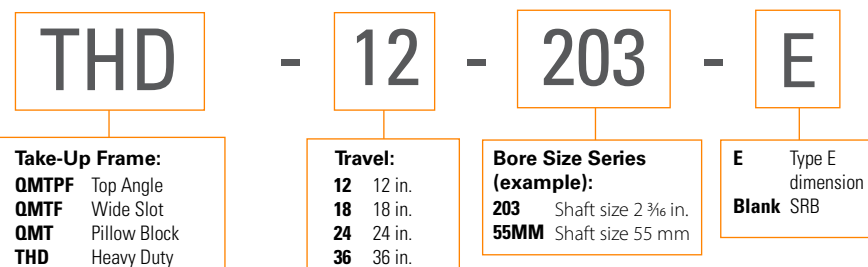 THD - 12 - 203 - E
Take-Up Frame:
QMTPF Top Angle
QMTF Wide Slot
QMT Pillow Block
THD Heavy Duty
Travel:
12 12 in.
18 18 in.
24 24 in.
36 36 in.
Bore Size Series
(example):
203 Shaft size 2 3⁄16 in.
55MM Shaft size 55 mm
E Type E
dimension
Blank SRB